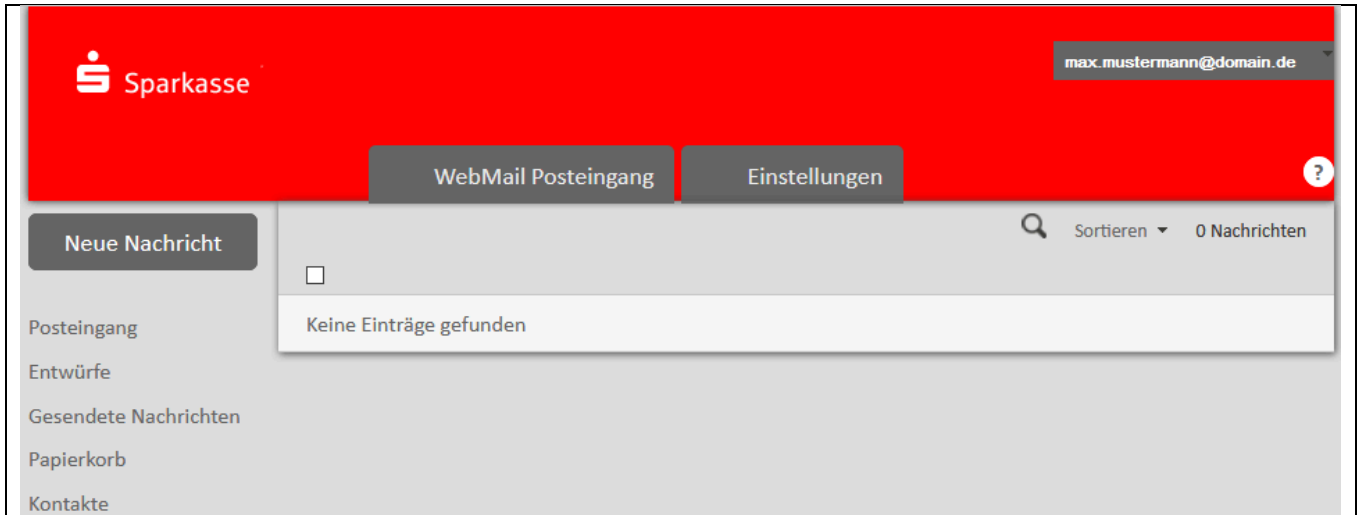 Sparkasse
max.mustermann@domain.de
WebMail Posteingang
Einstellungen
?
Neue Nachricht
Sortieren
0 Nachrichten
Keine Einträge gefunden
Posteingang
Entwürfe
Gesendete Nachrichten
Papierkorb
Kontakte